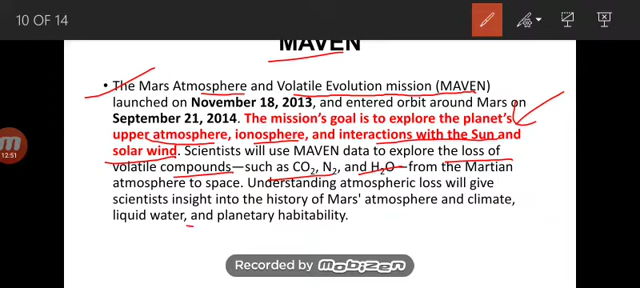 10 OF 14
MAVEN
• The Mars Atmosphere and Volatile Evolution mission (MAVEN)
launched on November 18, 2013, and entered orbit around Mars on
September 21, 2014. The mission's goal is to explore the planet's
upper atmosphere, ionosphere, and interactions with the Sun and
solar wind. Scientists will use MAVEN data to explore the loss of
volatile compounds—such as CO₂, N₂, and H₂O—from the Martian
atmosphere to space. Understanding atmospheric loss will give
scientists insight into the history of Mars' atmosphere and climate,
liquid water, and planetary habitability.
12:51
Recorded by mobizen